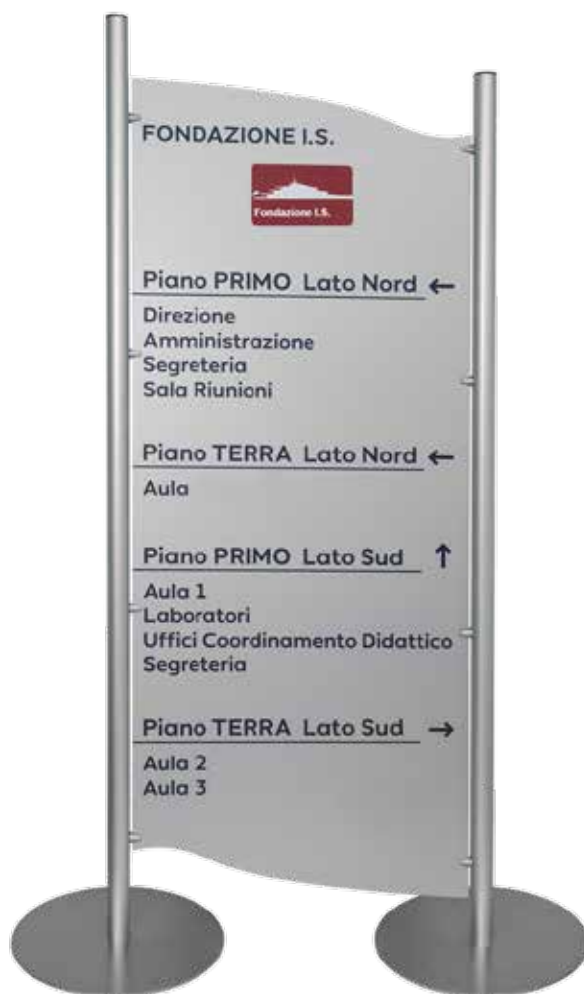 FONDAZIONE I.S.
Fondazione I.S.
Piano PRIMO Lato Nord ←
Direzione
Amministrazione
Segreteria
Sala Riunioni
Piano TERRA Lato Nord ←
Aula
Piano PRIMO Lato Sud ↑
Aula 1
Laboratori
Uffici Coordinamento Didattico
Segreteria
Piano TERRA Lato Sud →
Aula 2
Aula 3